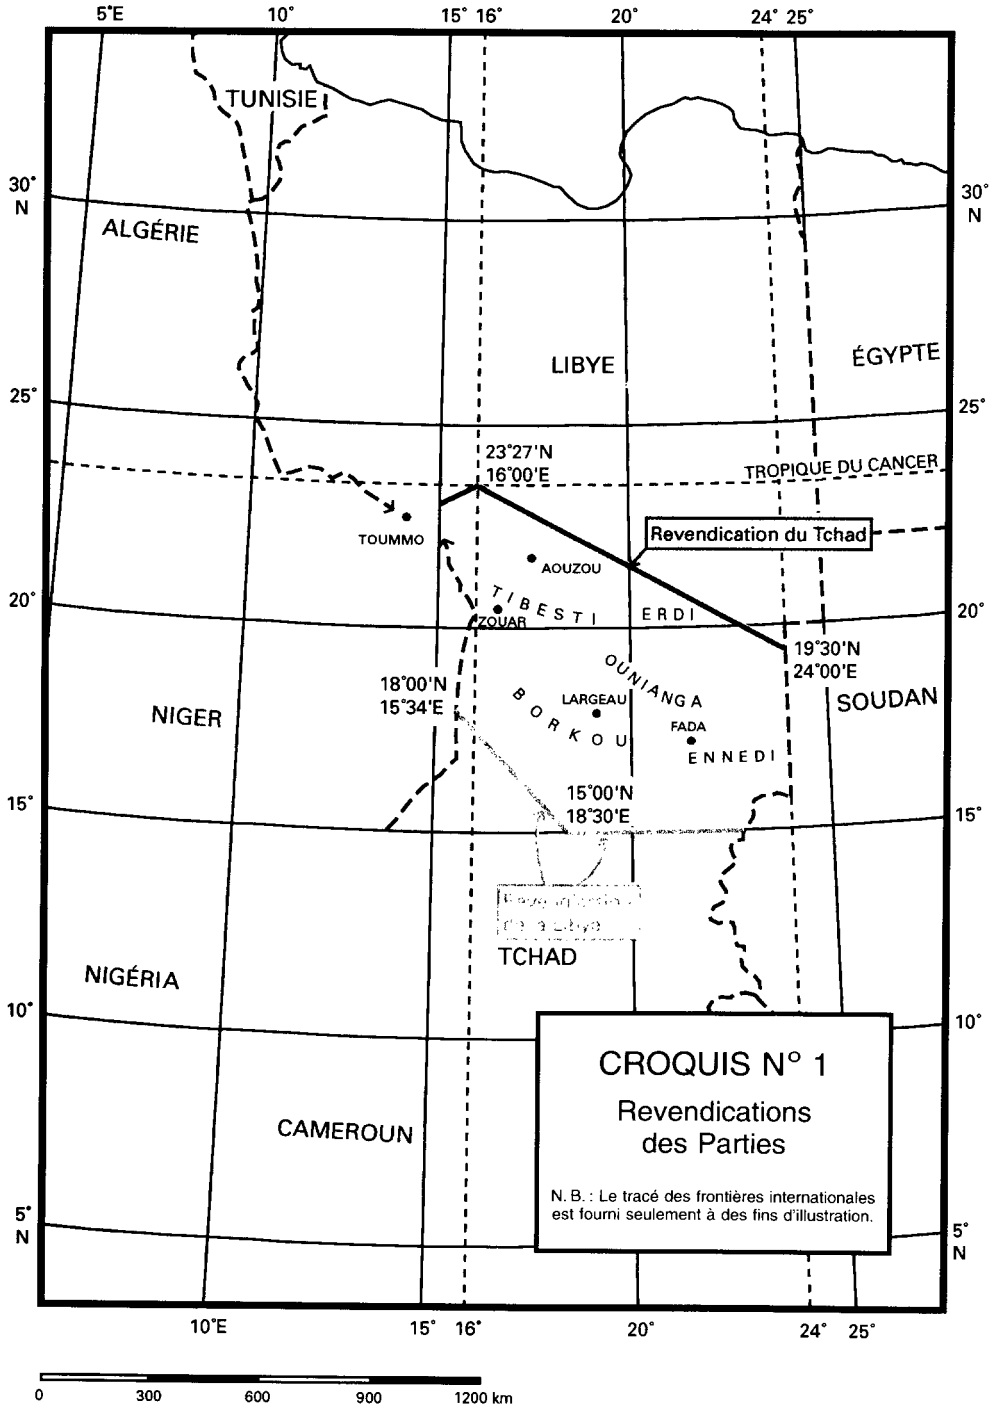 5°E 10° 15° 16° 20° 24° 25°
TUNISIE
30°
N
30°
N
ALGÉRIE
LIBYE
ÉGYPTE
25°
25°
23°27'N
16°00'E
TROPIQUE DU CANCER
Revendication du Tchad
TOUMMO
AOUZOU
20°
20°
TIBESTI
ERDI
ZOUAR
19°30'N
24°00'E
OUNIANGA
18°00'N
15°34'E
BORKOU
LARGEAU
FADA
ENNEDI
NIGER
SOUDAN
15°
15°
15°00'N
18°30'E
TCHAD
NIGÉRIA
10°
10°
CROQUIS N° 1
Revendications
des Parties
CAMEROUN
N.B.: Le tracé des frontières internationales
est fourni seulement à des fins d'illustration.
5°
N
5°
N
10°E 15° 16° 20° 24° 25°
0 300 600 900 1200 km